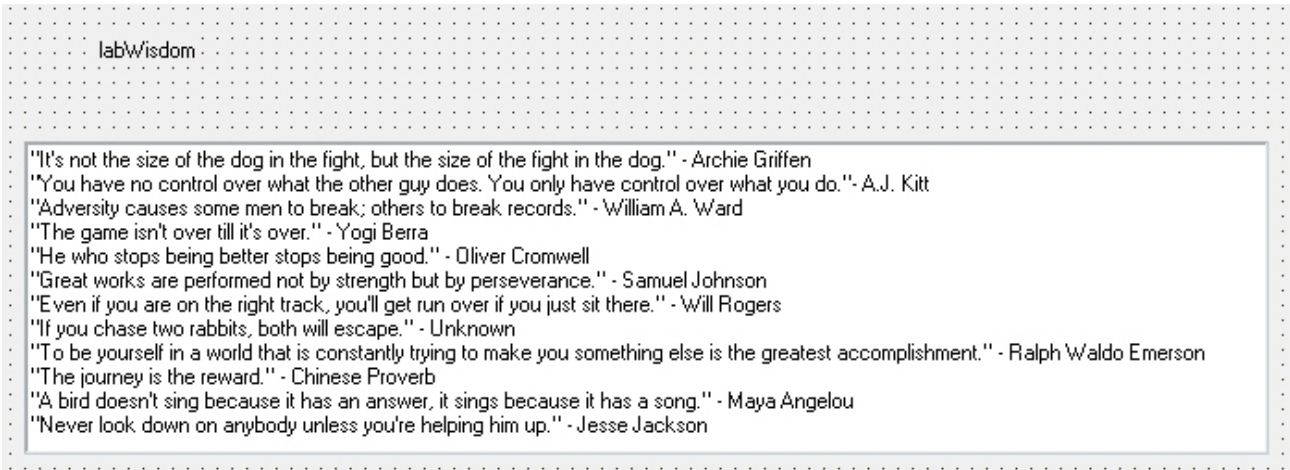 labWisdom
"It's not the size of the dog in the fight, but the size of the fight in the dog." - Archie Griffen
"You have no control over what the other guy does. You only have control over what you do."- A.J. Kitt
"Adversity causes some men to break; others to break records." - William A. Ward
"The game isn't over till it's over." - Yogi Berra
"He who stops being better stops being good." - Oliver Cromwell
"Great works are performed not by strength but by perseverance." - Samuel Johnson
"Even if you are on the right track, you'll get run over if you just sit there." - Will Rogers
"If you chase two rabbits, both will escape." - Unknown
"To be yourself in a world that is constantly trying to make you something else is the greatest accomplishment." - Ralph Waldo Emerson
"The journey is the reward." - Chinese Proverb
"A bird doesn't sing because it has an answer, it sings because it has a song." - Maya Angelou
"Never look down on anybody unless you're helping him up." - Jesse Jackson